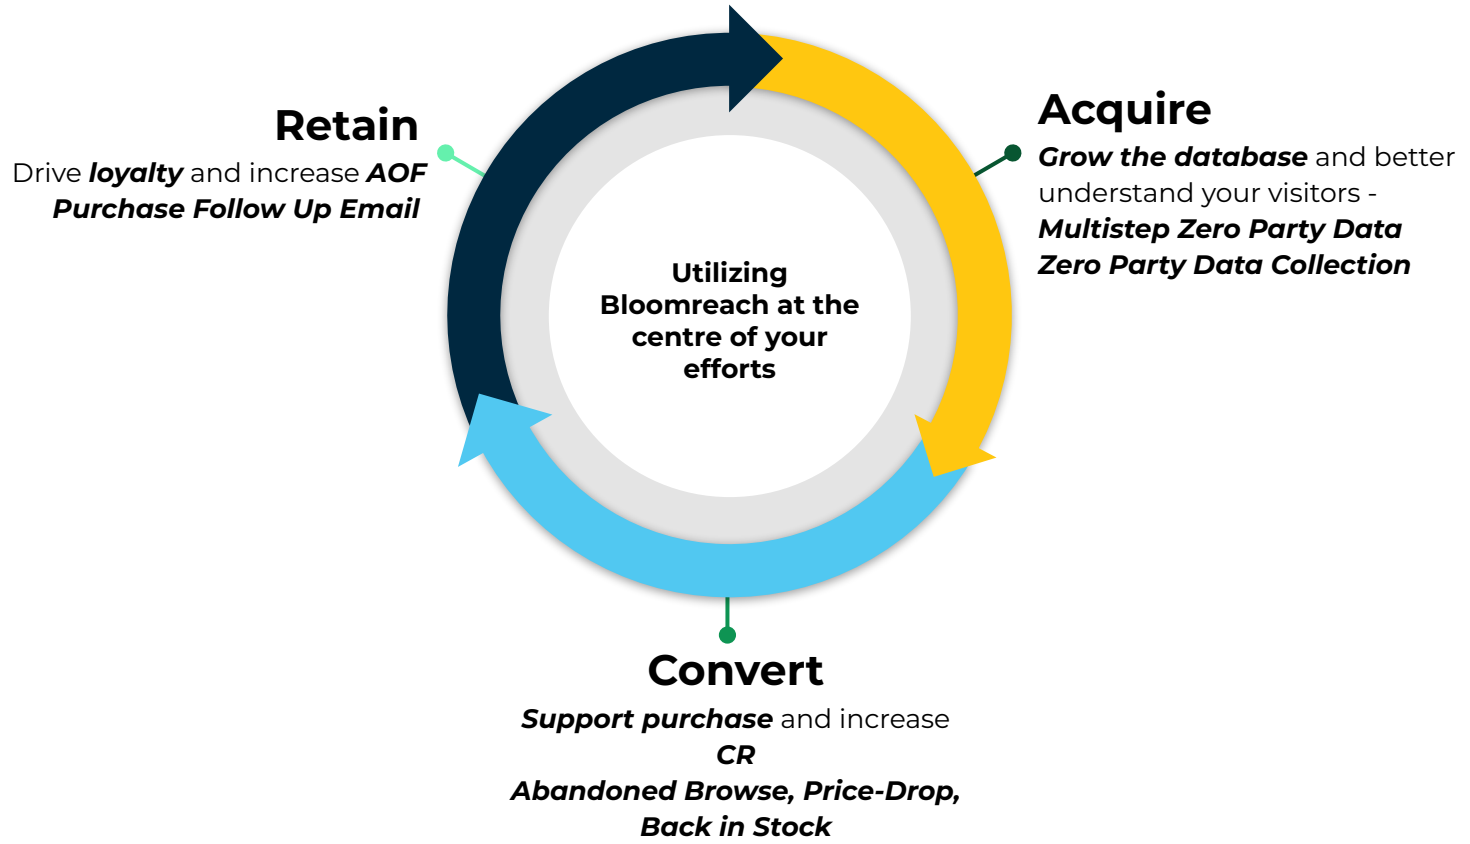 Retain
Drive loyalty and increase AOF
Purchase Follow Up Email
Acquire
Grow the database and better
understand your visitors -
Multistep Zero Party Data
Zero Party Data Collection
Utilizing
Bloomreach at the
centre of your
efforts
Convert
Support purchase and increase
CR
Abandoned Browse, Price-Drop,
Back in Stock